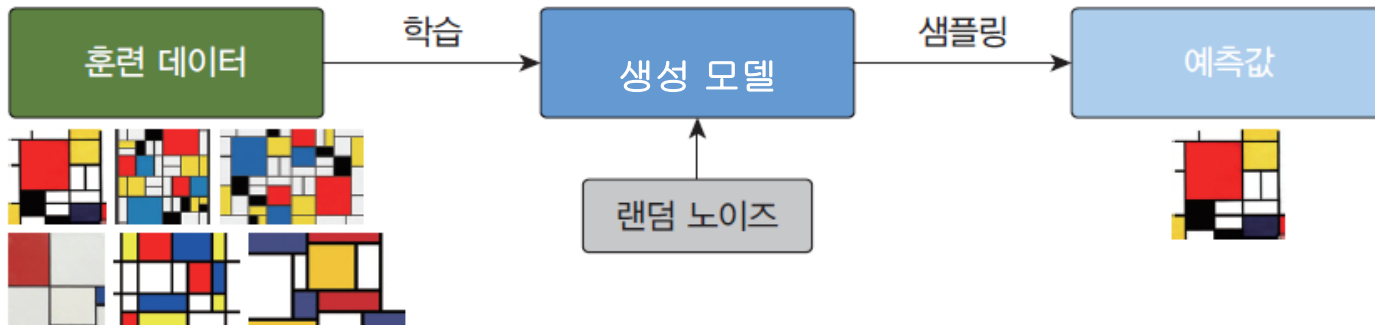 훈련 데이터
학습
생성 모델
샘플링
예측값
랜덤 노이즈